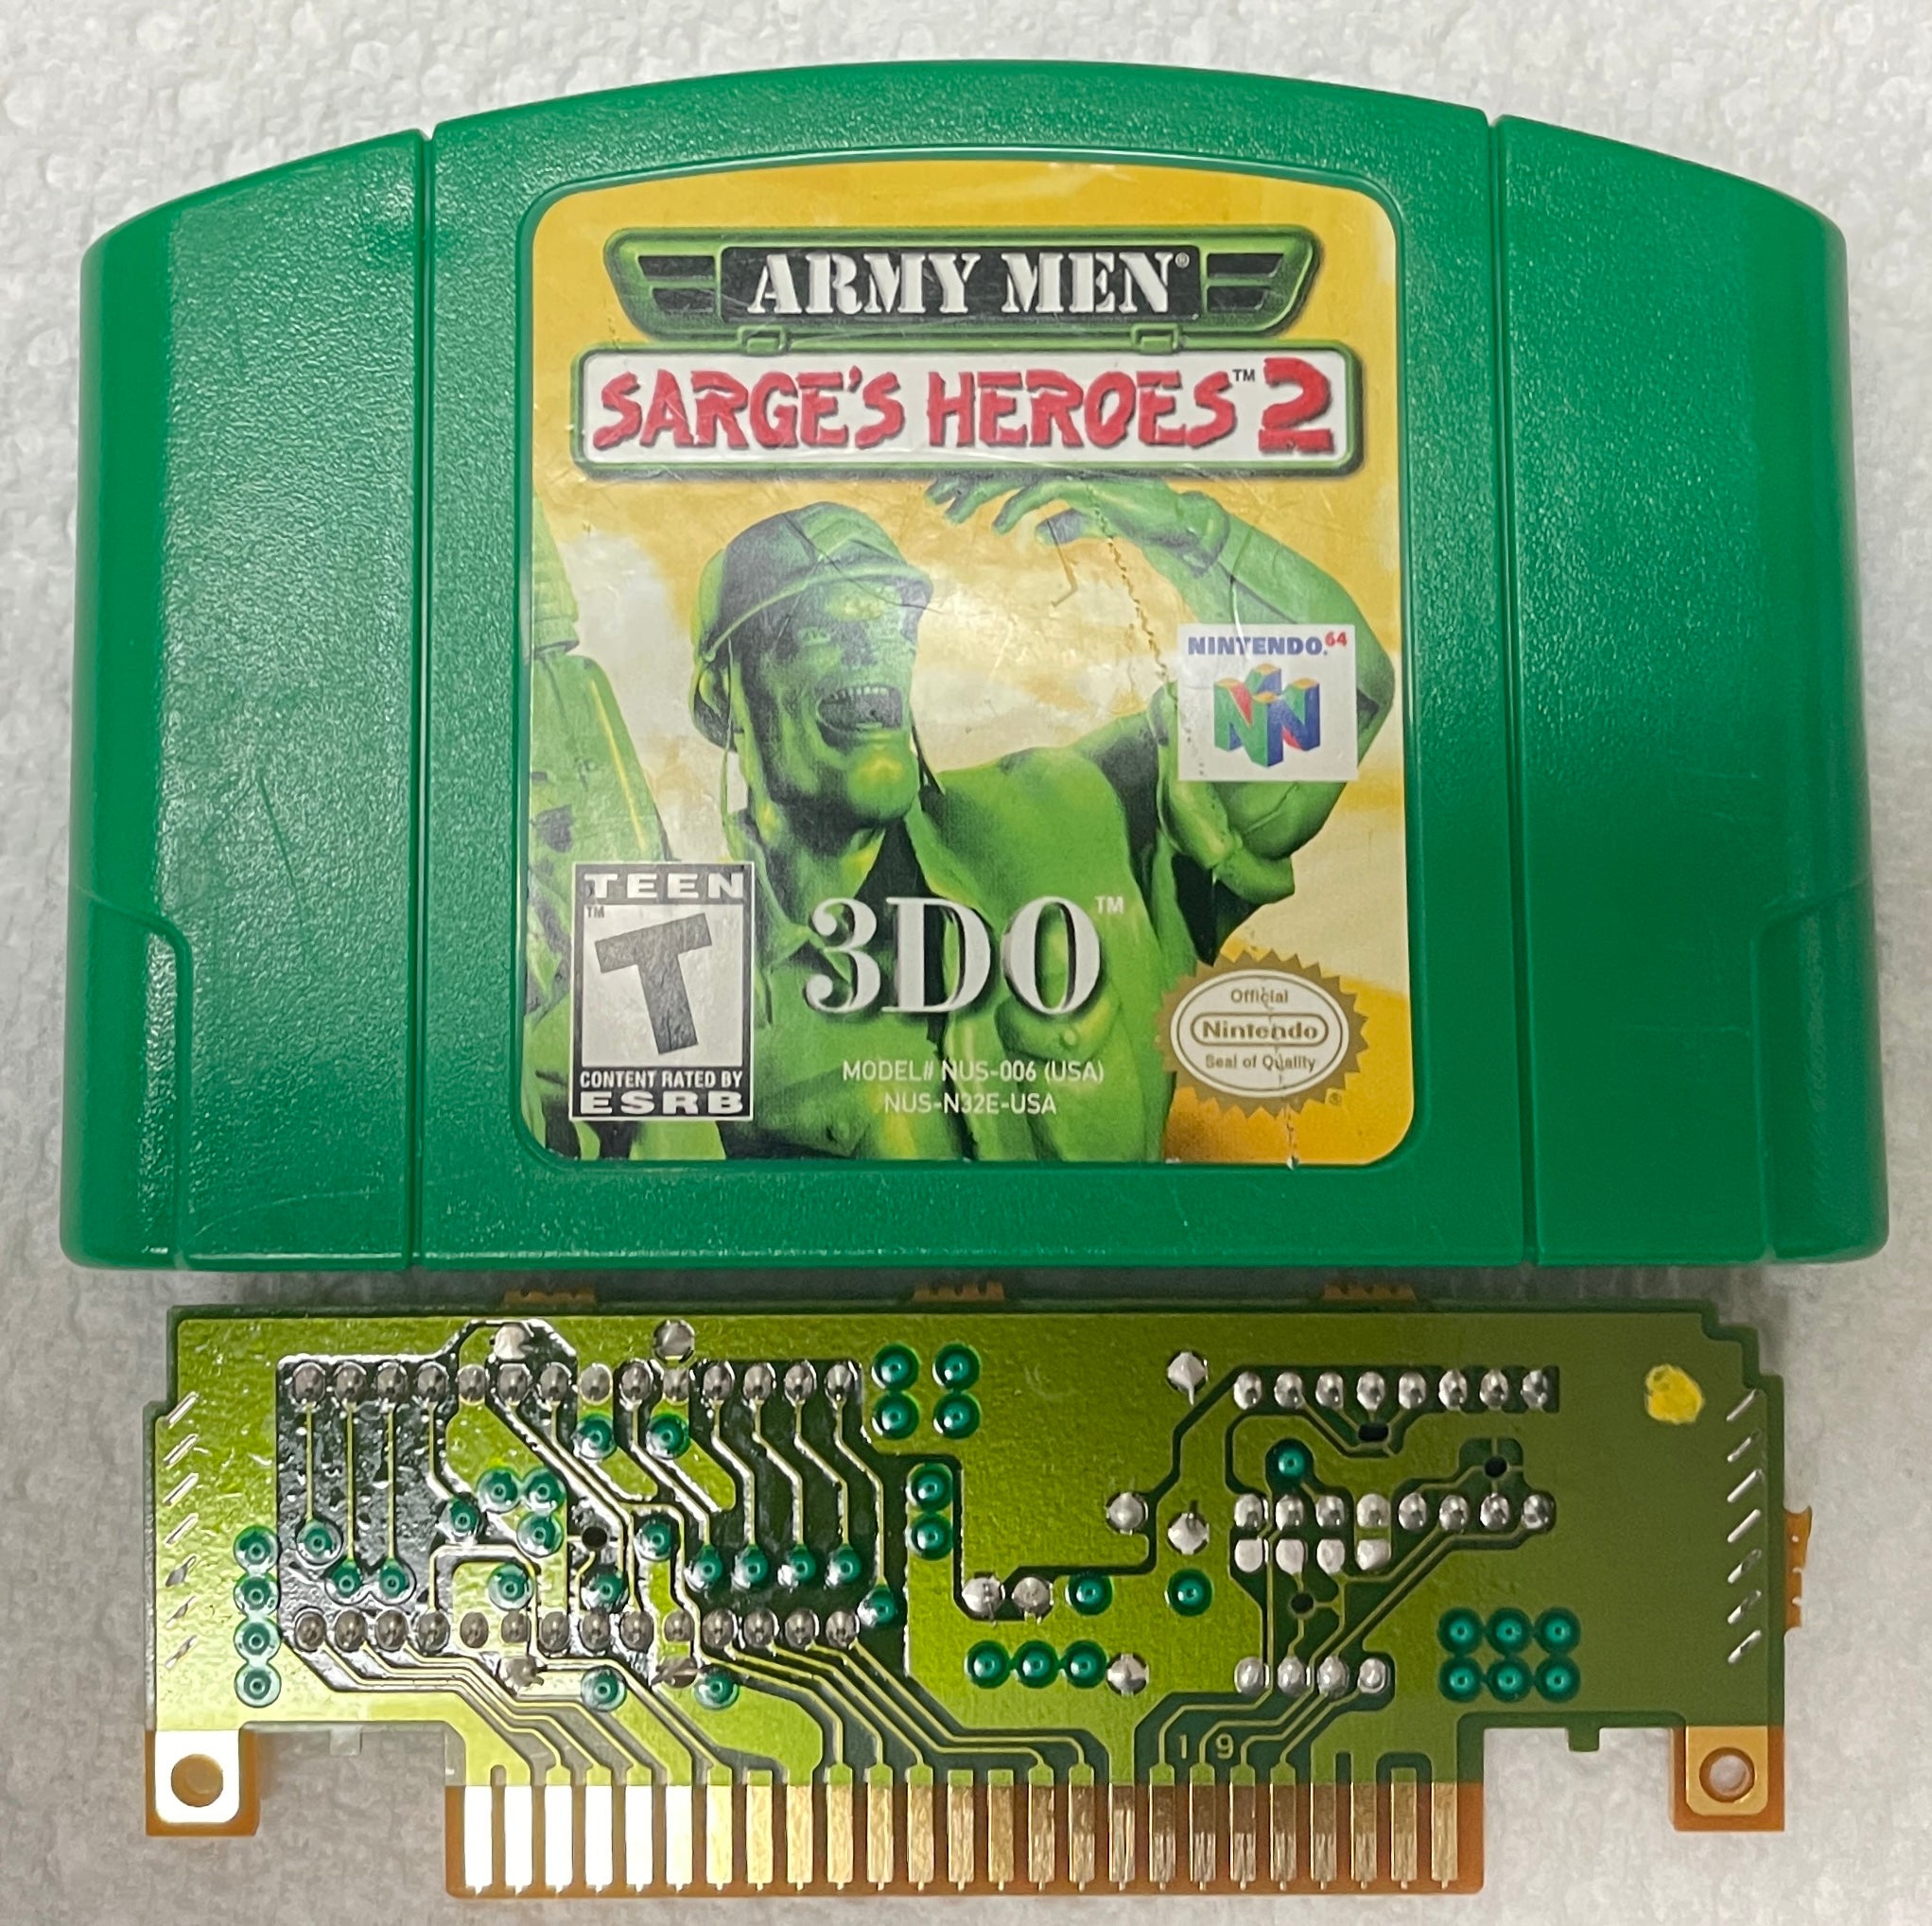 ARMY MEN®
SARGE'S HEROES™ 2
NINTENDO.64
TEEN
™
T
CONTENT RATED BY
ESRB
3DO™
MODEL# NUS-006 (USA)
NUS-N32E-USA
Official
Nintendo
Seal of Quality
®
19